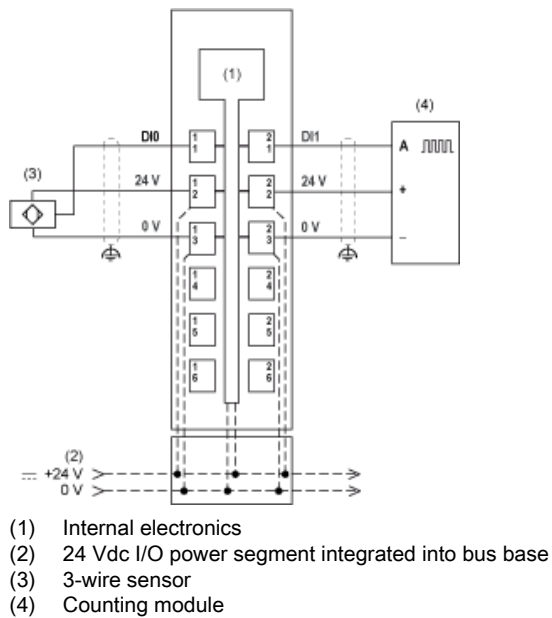 (1)
(4)
DI0
1 1
2 1
DI1
A
(3)
24 V
1 2
2 2
24 V
+
0 V
1 3
2 3
0 V
–
1 4
2 4
1 5
2 5
1 6
2 6
(2)
+24 V
0 V
(1) Internal electronics
(2) 24 Vdc I/O power segment integrated into bus base
(3) 3-wire sensor
(4) Counting module